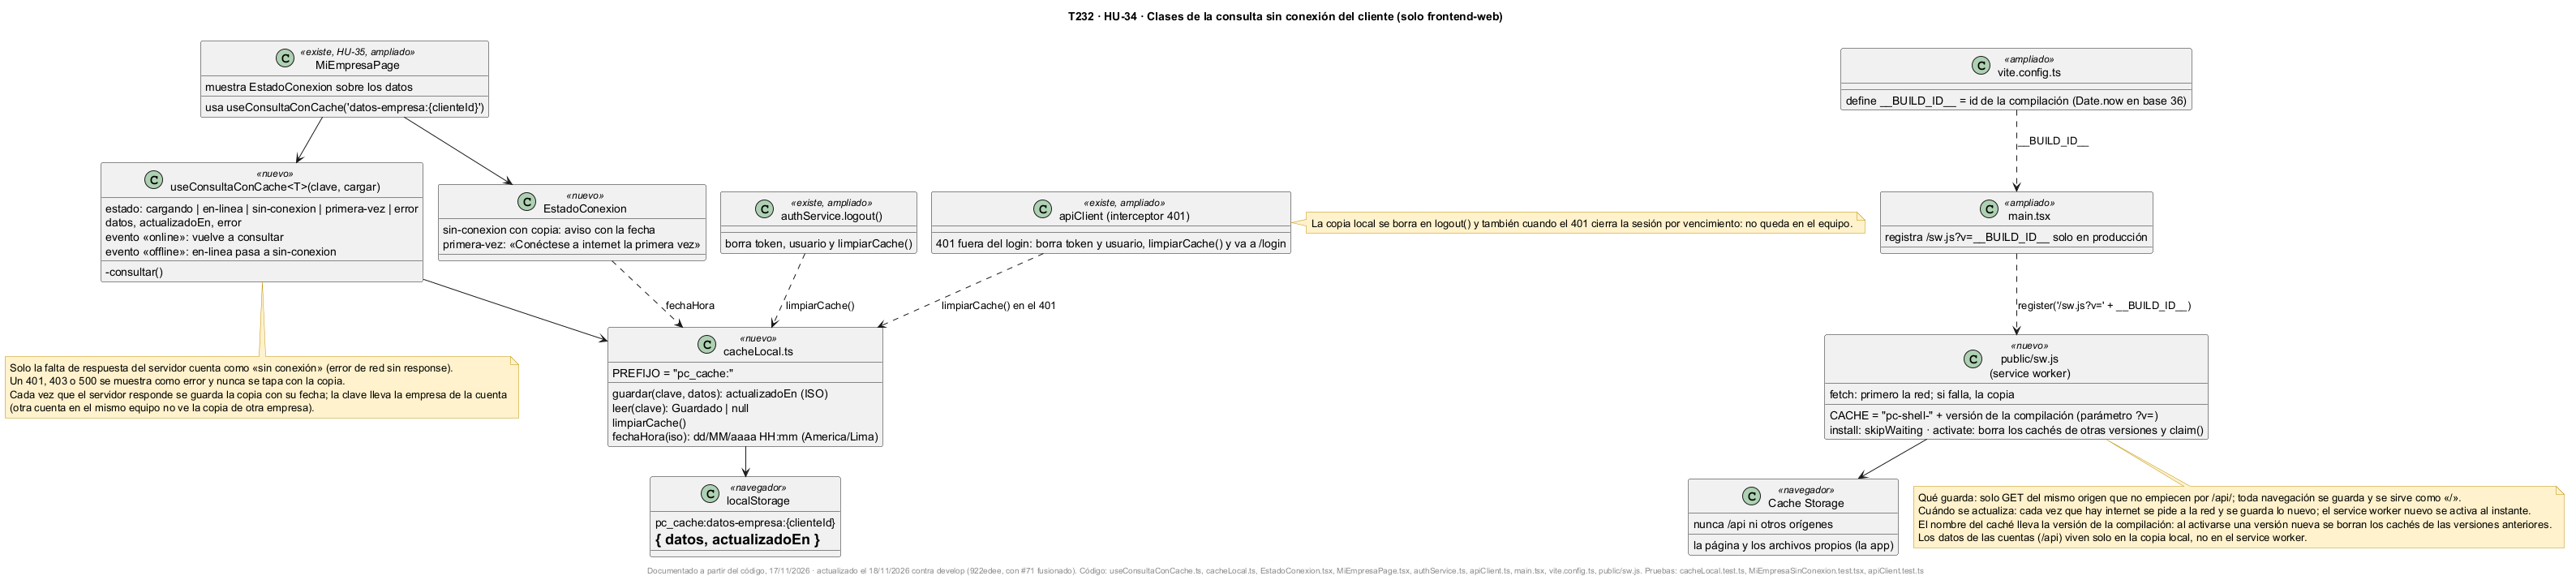 T232 · HU-34 · Clases de la consulta sin conexión del cliente (solo frontend-web)
«existe, HU-35, ampliado»
MiEmpresaPage
muestra EstadoConexion sobre los datos
usa useConsultaConCache('datos-empresa:{clienteId}')
«ampliado»
vite.config.ts
define __BUILD_ID__ = id de la compilación (Date.now en base 36)
__BUILD_ID__
«nuevo»
useConsultaConCache<T>(clave, cargar)
estado: cargando | en-linea | sin-conexion | primera-vez | error
datos, actualizadoEn, error
evento «online»: vuelve a consultar
evento «offline»: en-linea pasa a sin-conexion
-consultar()
«nuevo»
EstadoConexion
sin-conexion con copia: aviso con la fecha
primera-vez: «Conéctese a internet la primera vez»
«existe, ampliado»
authService.logout()
borra token, usuario y limpiarCache()
«existe, ampliado»
apiClient (interceptor 401)
401 fuera del login: borra token y usuario, limpiarCache() y va a /login
La copia local se borra en logout() y también cuando el 401 cierra la sesión por vencimiento: no queda en el equipo.
«ampliado»
main.tsx
registra /sw.js?v=__BUILD_ID__ solo en producción
fechaHora
limpiarCache()
limpiarCache() en el 401
register('/sw.js?v=' + __BUILD_ID__)
Solo la falta de respuesta del servidor cuenta como «sin conexión» (error de red sin response).
Un 401, 403 o 500 se muestra como error y nunca se tapa con la copia.
Cada vez que el servidor responde se guarda la copia con su fecha; la clave lleva la empresa de la cuenta
(otra cuenta en el mismo equipo no ve la copia de otra empresa).
«nuevo»
cacheLocal.ts
PREFIJO = "pc_cache:"
guardar(clave, datos): actualizadoEn (ISO)
leer(clave): Guardado | null
limpiarCache()
fechaHora(iso): dd/MM/aaaa HH:mm (America/Lima)
«nuevo»
public/sw.js
(service worker)
fetch: primero la red; si falla, la copia
CACHE = "pc-shell-" + versión de la compilación (parámetro ?v=)
install: skipWaiting · activate: borra los cachés de otras versiones y claim()
«navegador»
localStorage
pc_cache:datos-empresa:{clienteId}
{ datos, actualizadoEn }
«navegador»
Cache Storage
nunca /api ni otros orígenes
la página y los archivos propios (la app)
Qué guarda: solo GET del mismo origen que no empiecen por /api/; toda navegación se guarda y se sirve como «/».
Cuándo se actualiza: cada vez que hay internet se pide a la red y se guarda lo nuevo; el service worker nuevo se activa al instante.
El nombre del caché lleva la versión de la compilación: al activarse una versión nueva se borran los cachés de las versiones anteriores.
Los datos de las cuentas (/api) viven solo en la copia local, no en el service worker.
Documentado a partir del código, 17/11/2026 · actualizado el 18/11/2026 contra develop (922edee, con #71 fusionado). Código: useConsultaConCache.ts, cacheLocal.ts, EstadoConexion.tsx, MiEmpresaPage.tsx, authService.ts, apiClient.ts, main.tsx, vite.config.ts, public/sw.js. Pruebas: cacheLocal.test.ts, MiEmpresaSinConexion.test.tsx, apiClient.test.ts